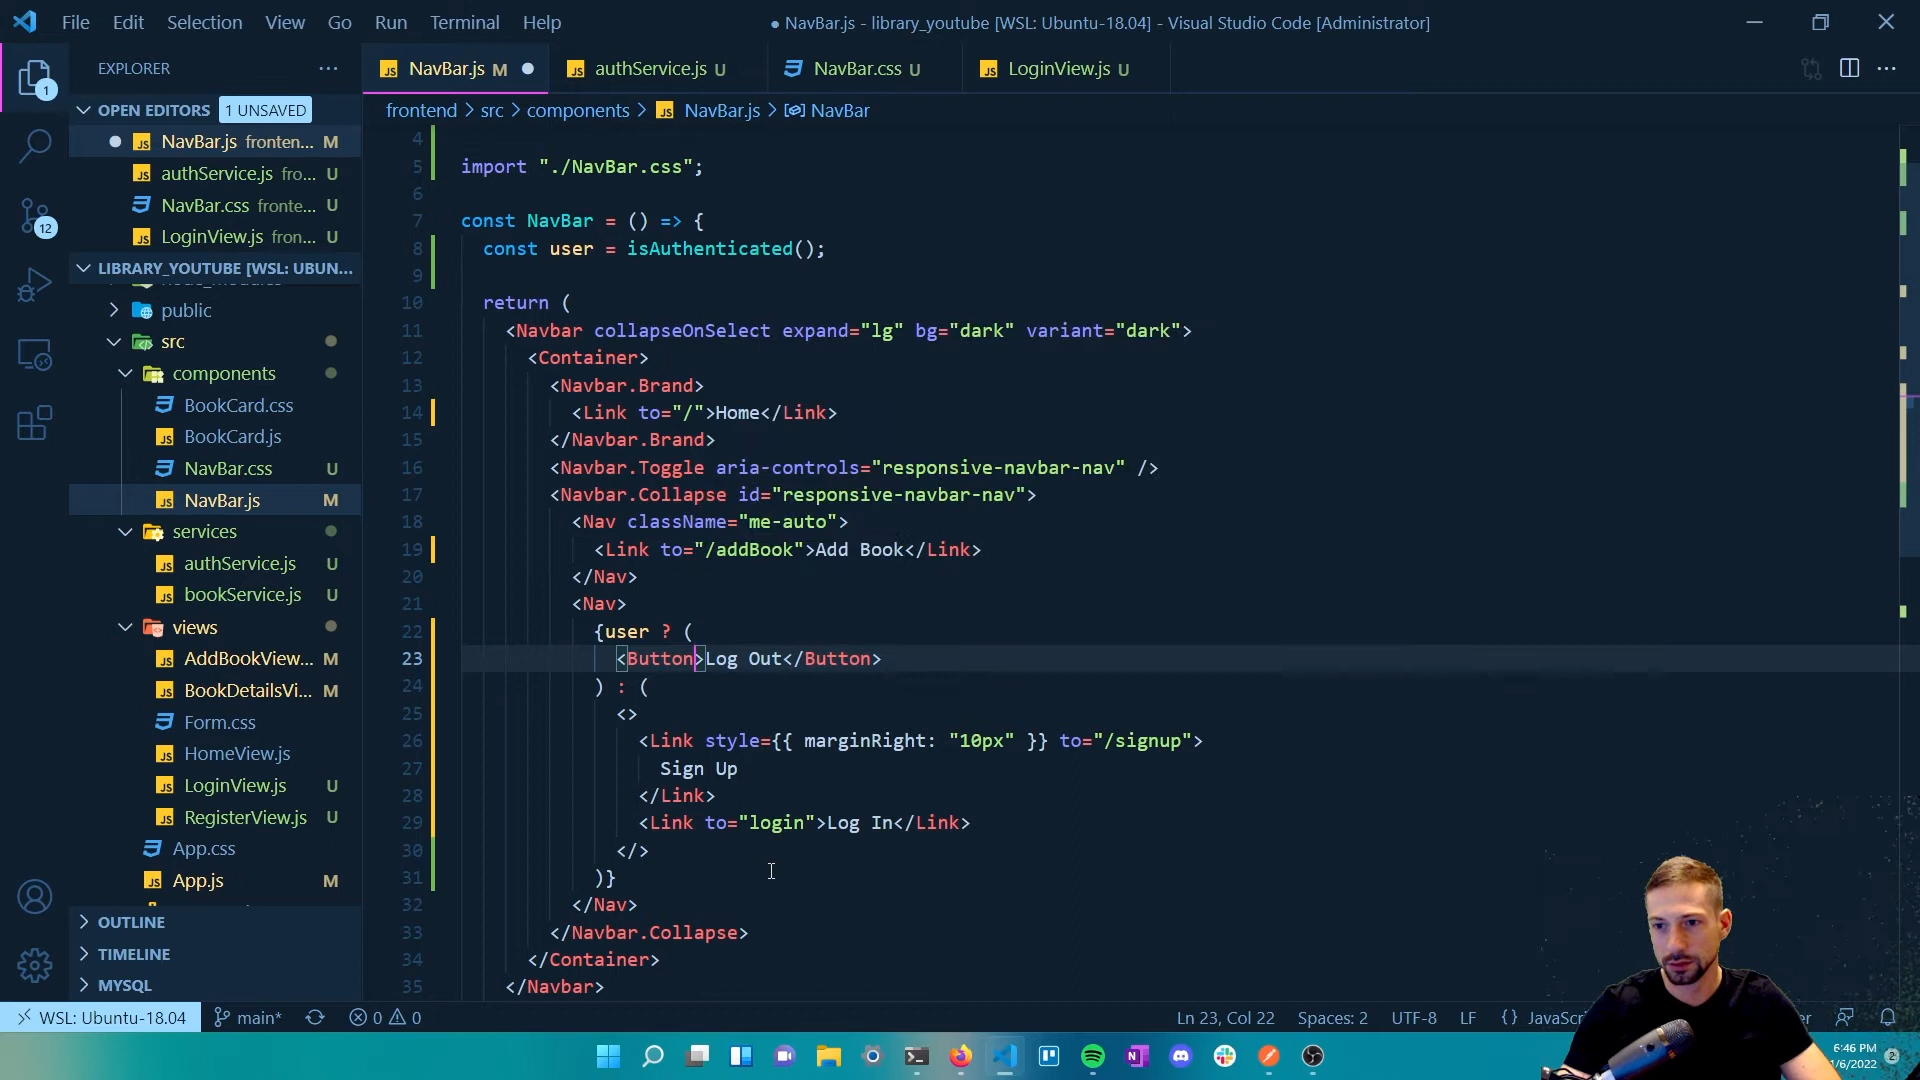 File Edit Selection View Go Run Terminal Help
● NavBar.js - library_youtube [WSL: Ubuntu-18.04] - Visual Studio Code [Administrator]
EXPLORER
NavBar.js M
authService.js U
NavBar.css U
LoginView.js U
OPEN EDITORS 1 UNSAVED
NavBar.js fronten... M
authService.js fro... U
NavBar.css fronte... U
LoginView.js fron... U
LIBRARY_YOUTUBE [WSL: UBUN...
public
src
components
BookCard.css
BookCard.js
NavBar.css U
NavBar.js M
services
authService.js U
bookService.js U
views
AddBookView... M
BookDetailsVi... M
Form.css
HomeView.js
LoginView.js U
RegisterView.js U
App.css
App.js M
OUTLINE
TIMELINE
MYSQL
1
12
frontend > src > components > NavBar.js > NavBar
4
5 import "./NavBar.css";
6
7 const NavBar = () => {
8 const user = isAuthenticated();
9
10 return (
11 <Navbar collapseOnSelect expand="lg" bg="dark" variant="dark">
12 <Container>
13 <Navbar.Brand>
14 <Link to="/">Home</Link>
15 </Navbar.Brand>
16 <Navbar.Toggle aria-controls="responsive-navbar-nav" />
17 <Navbar.Collapse id="responsive-navbar-nav">
18 <Nav className="me-auto">
19 <Link to="/addBook">Add Book</Link>
20 </Nav>
21 <Nav>
22 {user ? (
23 <Button>Log Out</Button>
24 ) : (
25 <>
26 <Link style={{ marginRight: "10px" }} to="/signup">
27 Sign Up
28 </Link>
29 <Link to="login">Log In</Link>
30 </>
31 )}
32 </Nav>
33 </Navbar.Collapse>
34 </Container>
35 </Navbar>
WSL: Ubuntu-18.04 main* 0 0 Ln 23, Col 22 Spaces: 2 UTF-8 LF {} JavaScri
6:46 PM
1/6/2022
2